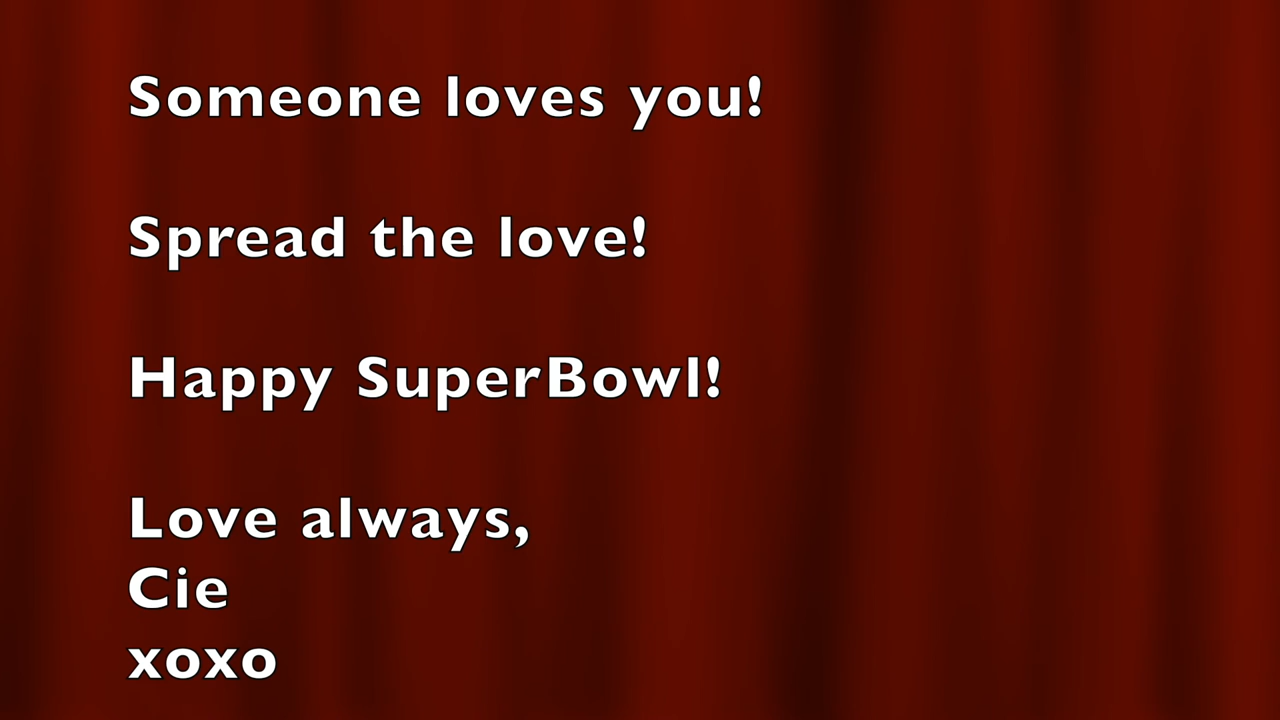 Someone loves you!
Spread the love!
Happy SuperBowl!
Love always,
Cie
xoxo